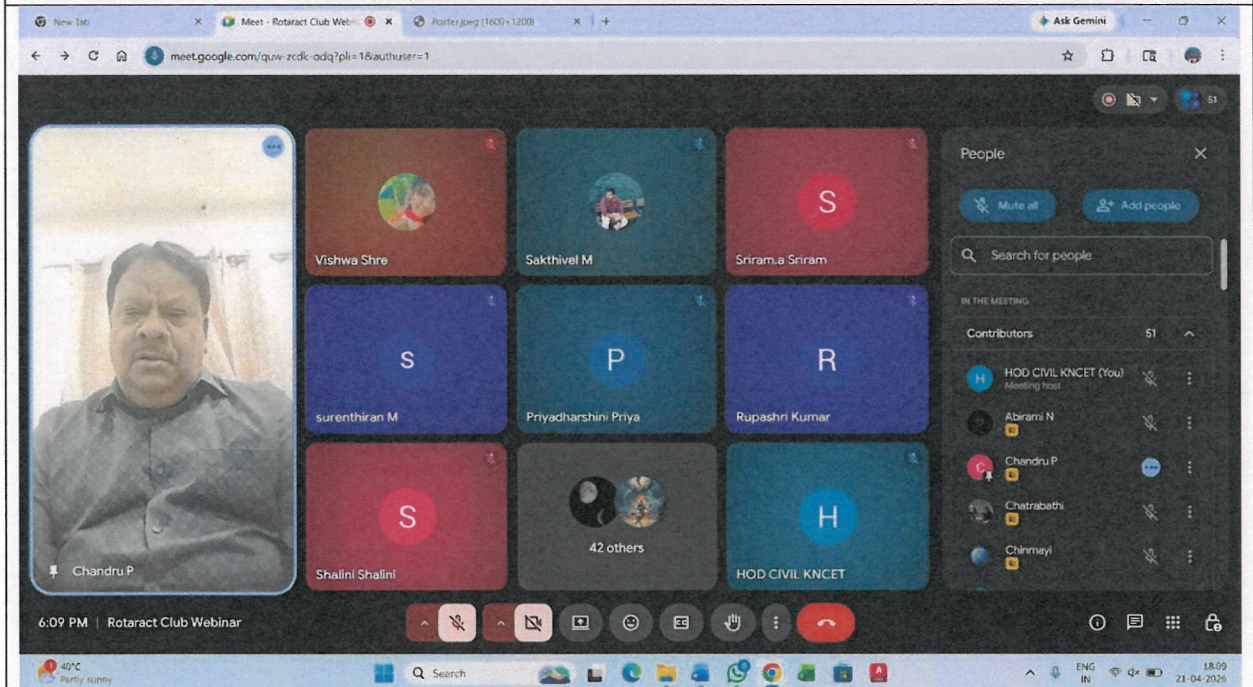 New Tab
Meet - Rotaract Club Web
Poster.jpeg (1600×1200)
Ask Gemini
meet.google.com/quw-zcdk-adq?pli=1&authuser=1
51
Vishwa Shre
Sakthivel M
S
Sriram.a Sriram
s
surenthiran M
P
Priyadharshini Priya
R
Rupashri Kumar
S
Shalini Shalini
42 others
H
HOD CIVIL KNCET
Chandru P
People
Mute all
Add people
Search for people
IN THE MEETING
Contributors 51
H
HOD CIVIL KNCET (You)
Meeting host
Abirami N
C
Chandru P
Chatrabathi
Chinmayi
6:09 PM | Rotaract Club Webinar
1
40°C
Partly sunny
Search
ENG
IN
18:09
21-04-2026